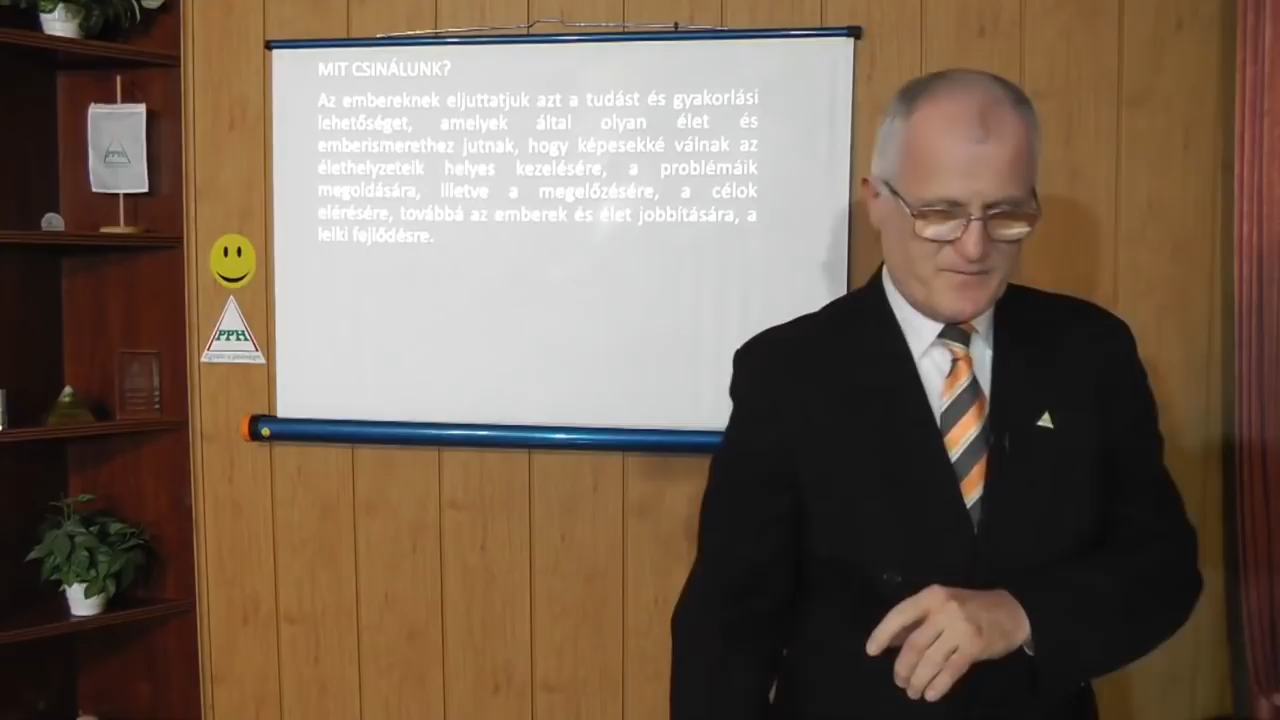 MIT CSINÁLUNK?
Az embereknek eljuttatjuk azt a tudást és gyakorlási
lehetőséget, amelyek által olyan élet és
emberismerethez jutnak, hogy képesekké válnak az
élethelyzeteik helyes kezelésére, a problémáik
megoldására, illetve a megelőzésére, a célok
elérésére, továbbá az emberek és élet jobbítására, a
lelki fejlődésre.
PPH
PPH